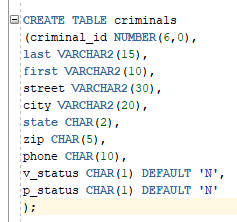 CREATE TABLE criminals
(criminal_id NUMBER(6,0),
last VARCHAR2(15),
first VARCHAR2(10),
street VARCHAR2(30),
city VARCHAR2(20),
state CHAR(2),
zip CHAR(5),
phone CHAR(10),
v_status CHAR(1) DEFAULT 'N',
p_status CHAR(1) DEFAULT 'N'
);